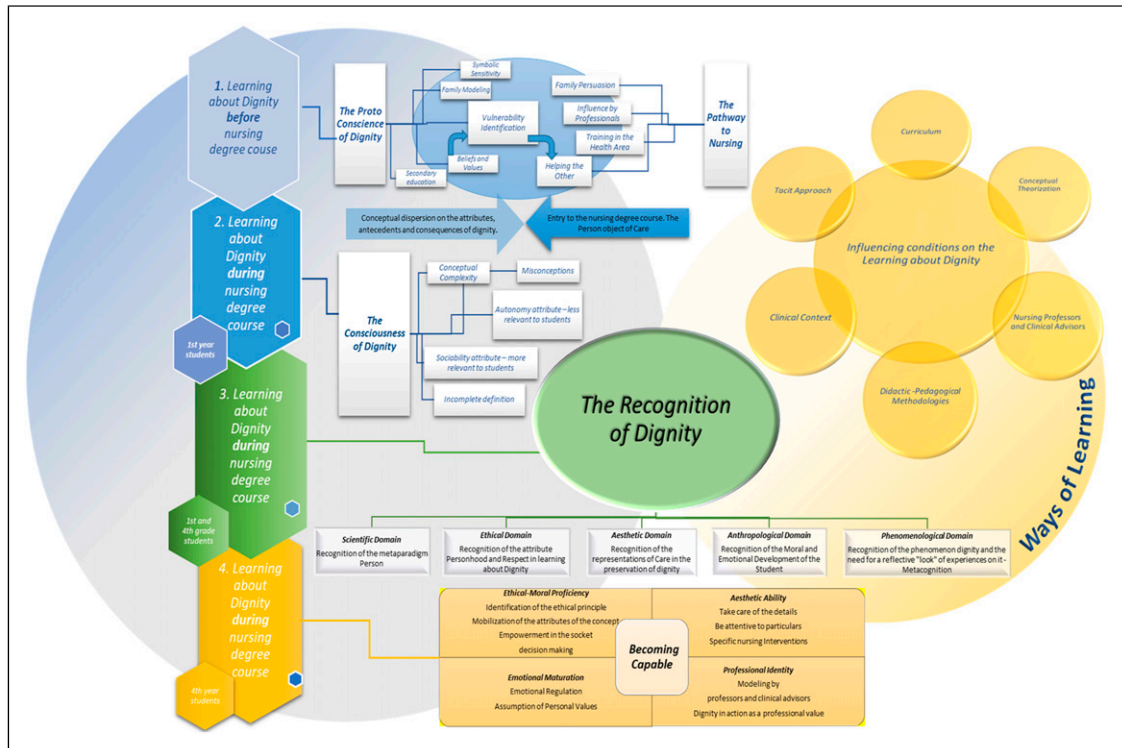 1. Learning
about Dignity
before
nursing
degree couse
The Proto
Conscience
of Dignity
Symbolic
Sensitivity
Family Modeling
Vulnerability
Identification
Beliefs and
Values
Secondary
education
Family Persuasion
Influence by
Professionals
Training in the
Health Area
Helping the
Other
The
Pathway
to
Nursing
Conceptual dispersion on the attributes,
antecedents and consequences of dignity.
Entry to the nursing degree course. The
Person object of Care
2. Learning
about
Dignity
during
nursing
degree
course
1st year
students
The
Consciousness
of Dignity
Conceptual
Complexity
Misconceptions
Autonomy attribute – less
relevant to students
Sociability attribute – more
relevant to students
Incomplete definition
3. Learning
about
Dignity
during
nursing
degree
course
1st and
4th grade
students
The Recognition
of Dignity
Scientific Domain
Recognition of the metaparadigm
Person
Ethical Domain
Recognition of the attribute
Personhood and Respect in learning
about Dignity
Aesthetic Domain
Recognition of the
representations of Care in the
preservation of dignity
Anthropological Domain
Recognition of the Moral and
Emotional Development of the
Student
Phenomenological Domain
Recognition of the phenomenon dignity and the
need for a reflective "look" of experiences on it -
Metacognition
4. Learning
about
Dignity
during
nursing
degree
course
4th year
students
Ethical-Moral Proficiency
Identification of the ethical principle
Mobilization of the attributes of the concept
Empowerment in the socket
decision making
Aesthetic Ability
Take care of the details
Be attentive to particulars
Specific nursing Interventions
Becoming
Capable
Emotional Maturation
Emotional Regulation
Assumption of Personal Values
Professional Identity
Modeling by
professors and clinical advisors
Dignity in action as a professional value
Curriculum
Conceptual
Theorization
Tacit Approach
Influencing conditions on the
Learning about Dignity
Clinical Context
Nursing Professors
and Clinical Advisors
Didactic -Pedagogical
Methodologies
Ways of Learning